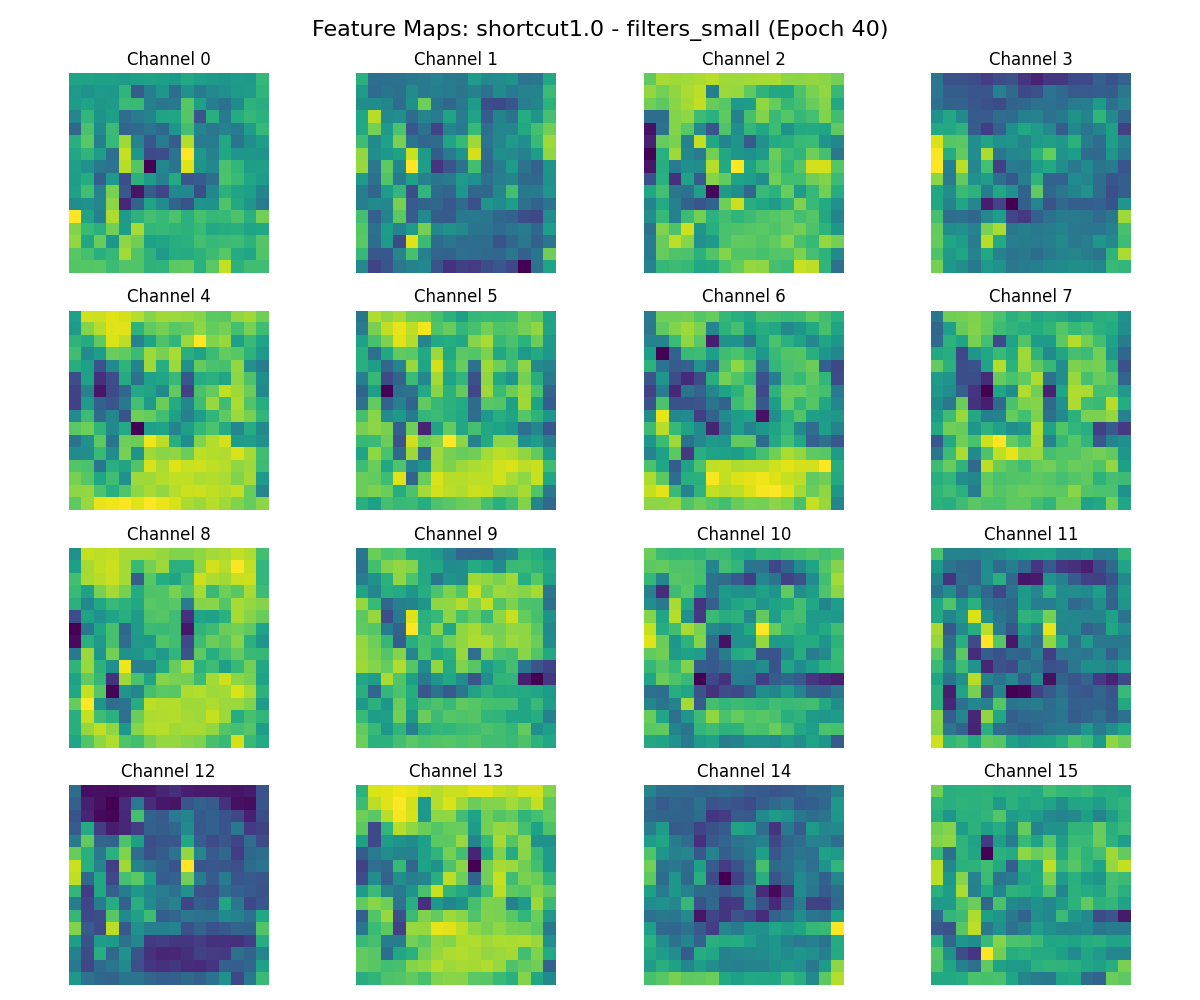 Feature Maps: shortcut1.0 - filters_small (Epoch 40)
Channel 0
Channel 1
Channel 2
Channel 3
Channel 4
Channel 5
Channel 6
Channel 7
Channel 8
Channel 9
Channel 10
Channel 11
Channel 12
Channel 13
Channel 14
Channel 15